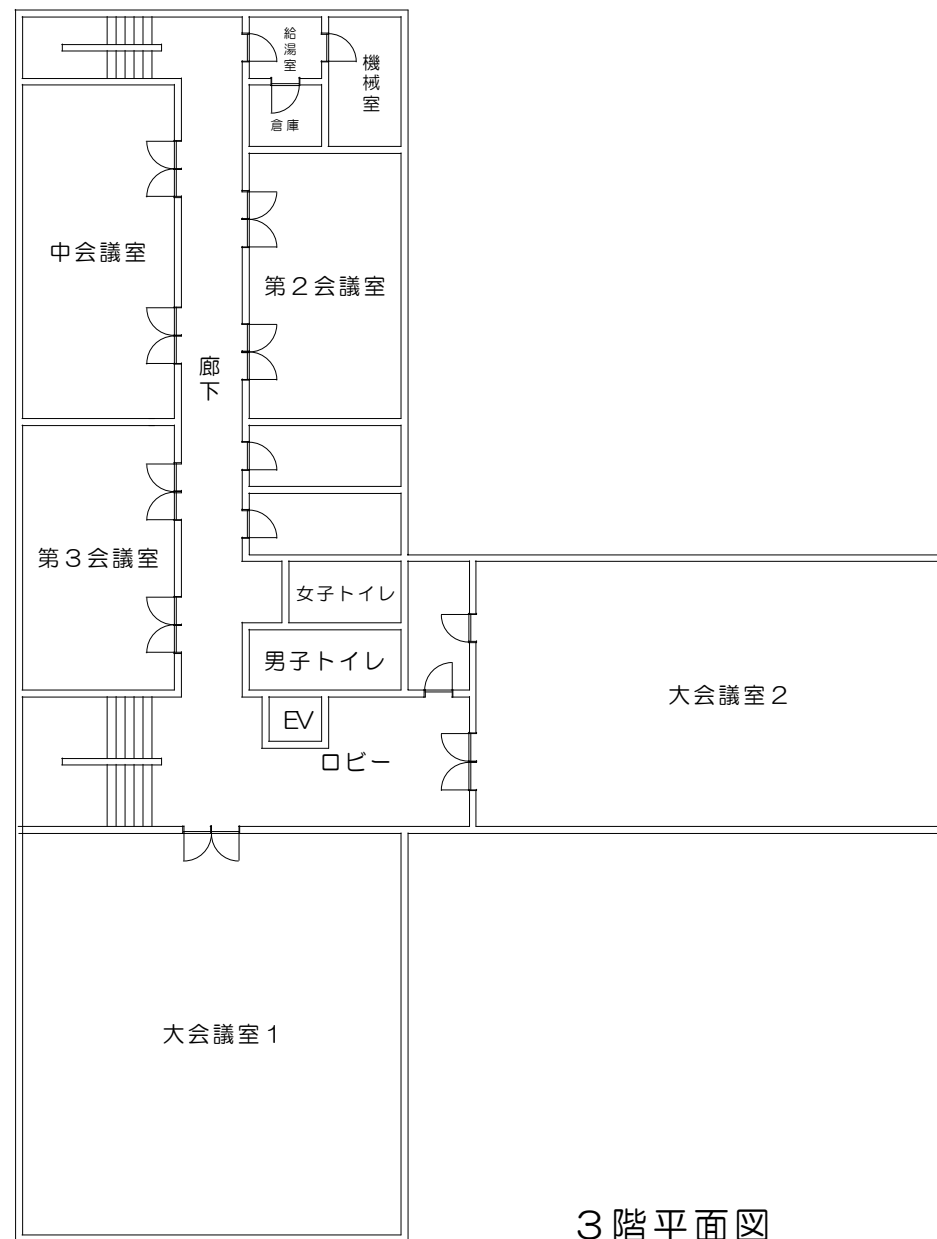 給湯室
機械室
倉庫
中会議室
第２会議室
廊下
第３会議室
女子トイレ
男子トイレ
大会議室２
EV
ロビー
大会議室１
３階平面図